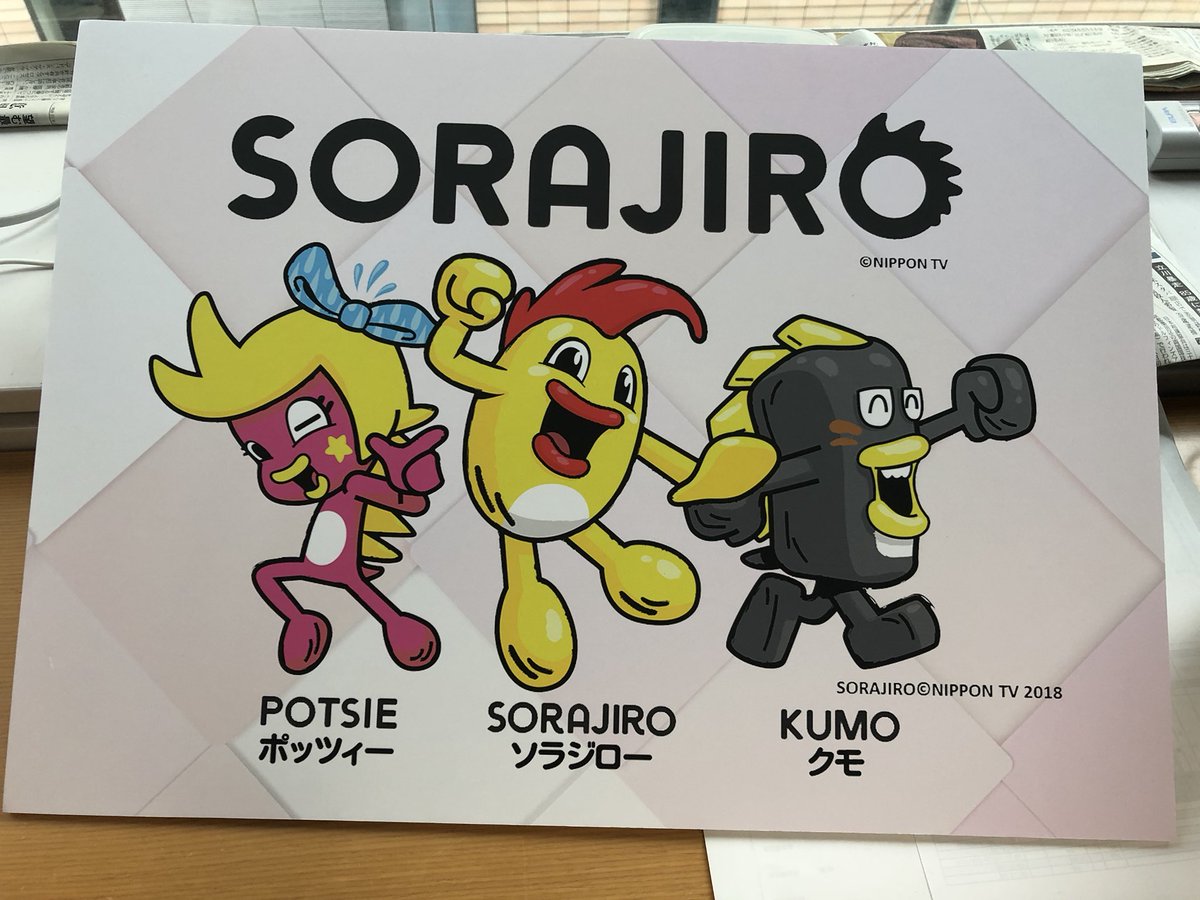 SORAJIRO
©NIPPON TV
SORAJIRO©NIPPON TV 2018
POTSIE
ポッツィー
SORAJIRO
ソラジロー
KUMO
クモ